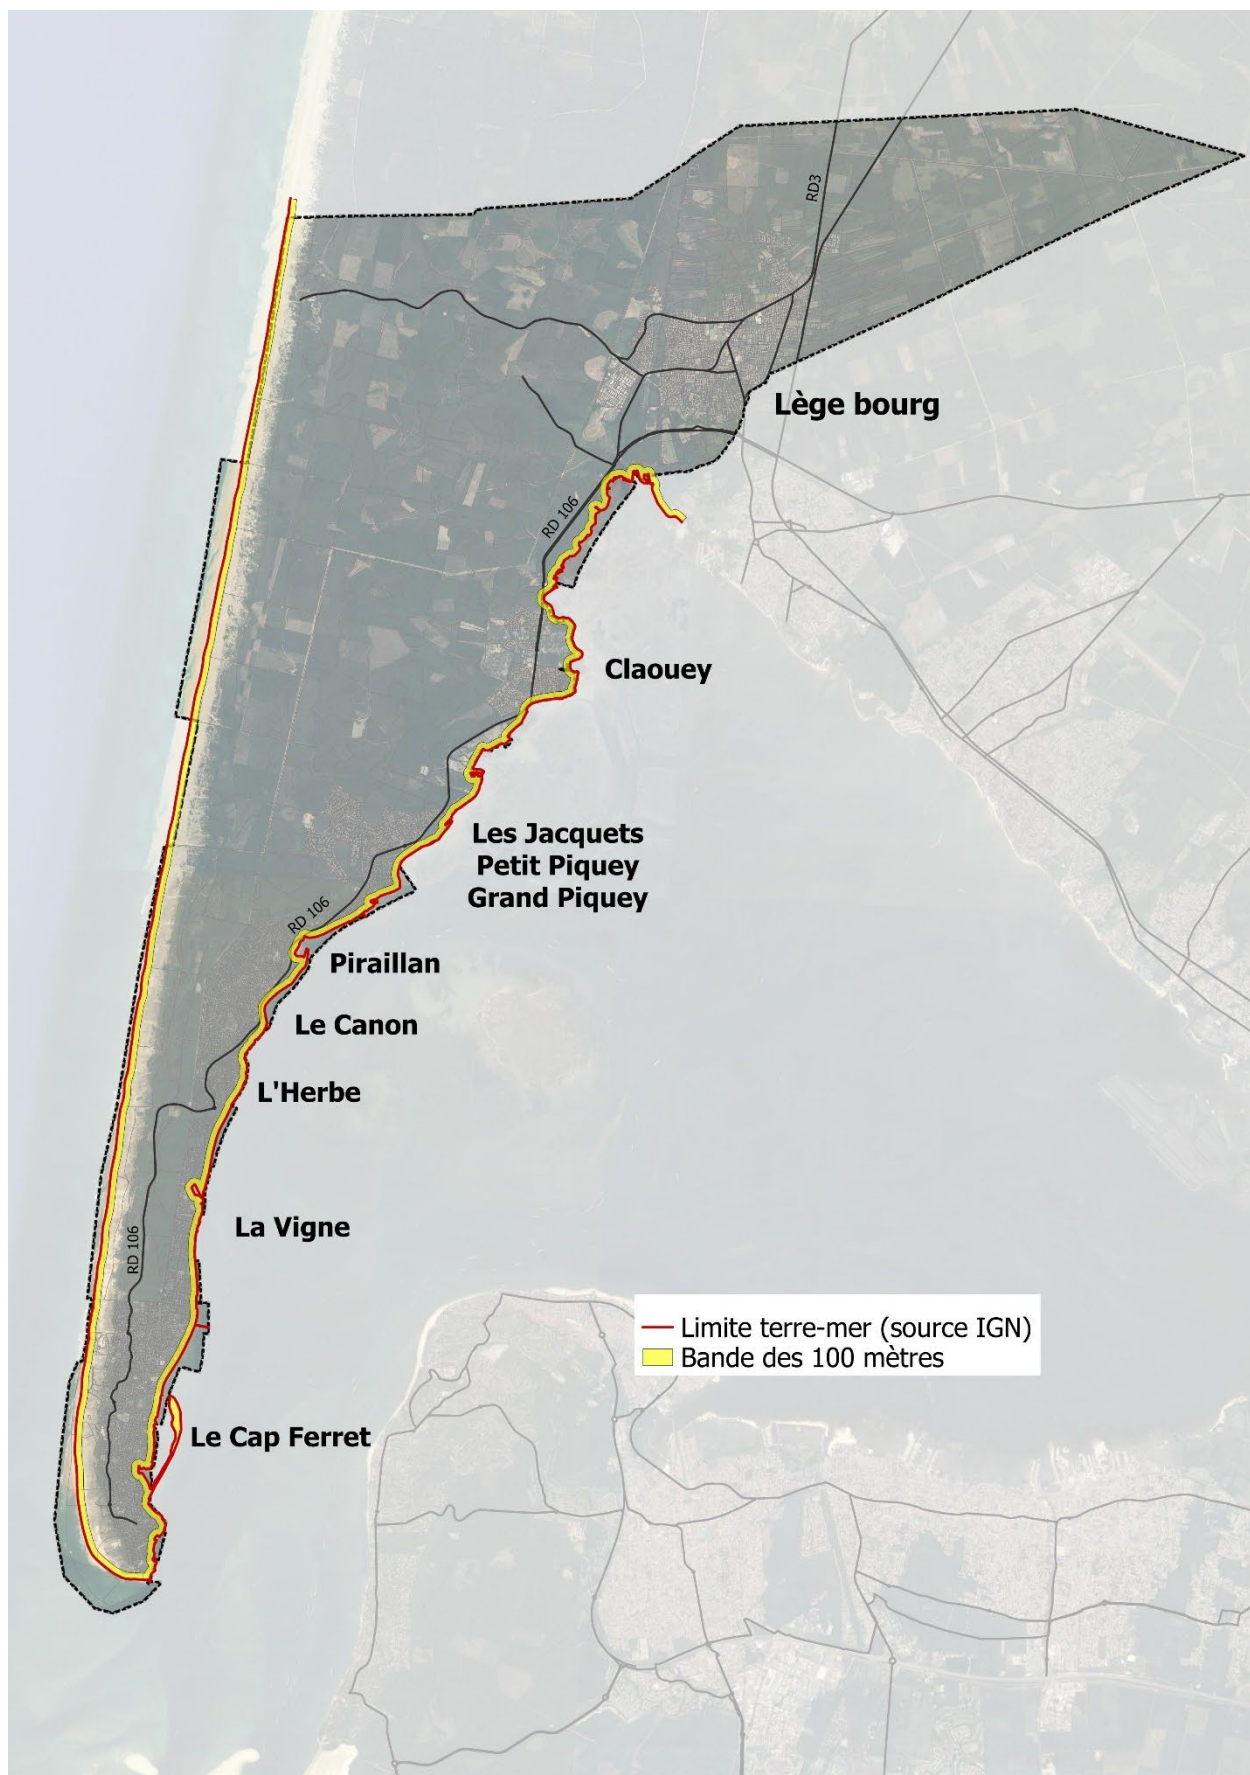 RD3
Lège bourg
RD 106
Claouey
Les Jacquets
Petit Piquey
Grand Piquey
RD 106
Piraillan
Le Canon
L'Herbe
La Vigne
RD 106
Limite terre-mer (source IGN)
Bande des 100 mètres
Le Cap Ferret